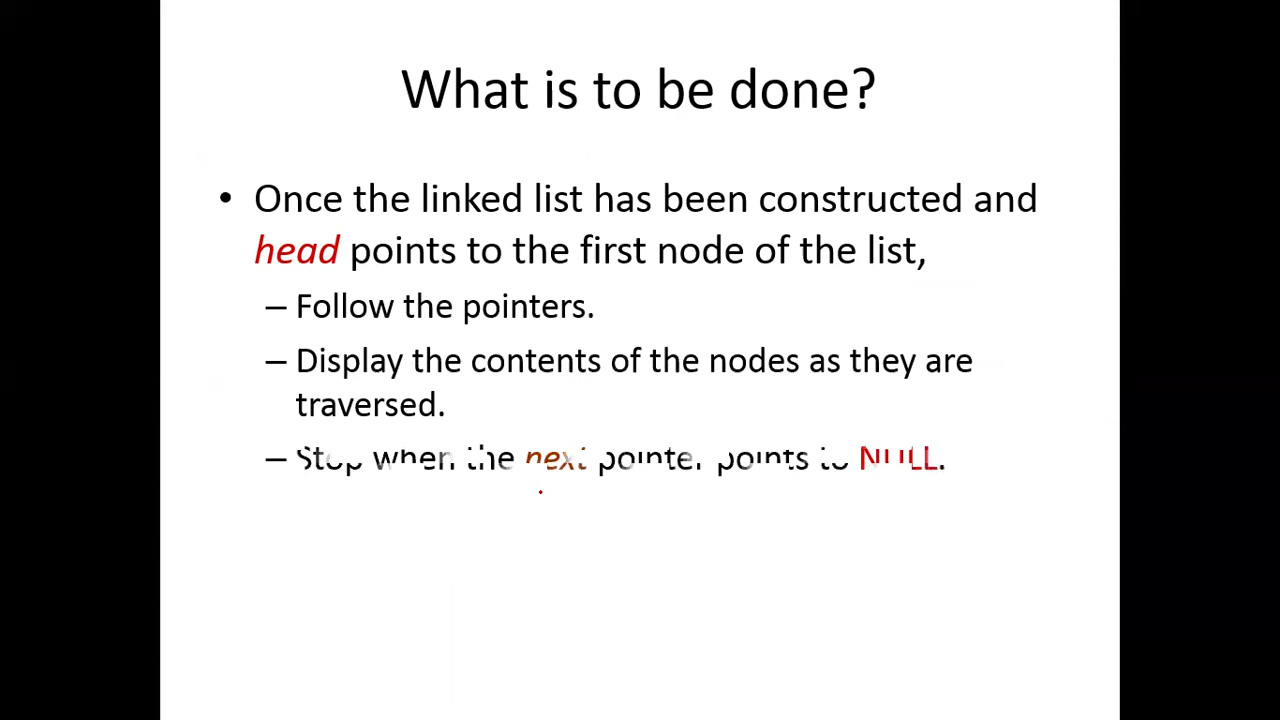 What is to be done?
• Once the linked list has been constructed and
head points to the first node of the list,
– Follow the pointers.
– Display the contents of the nodes as they are
traversed.
– Stop when the next pointer points to NULL.